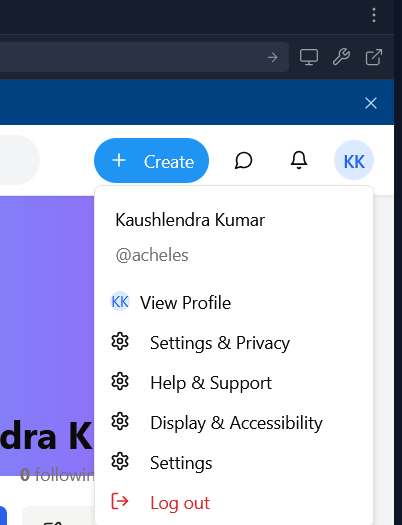 Create
KK
Kaushlendra Kumar
@acheles
KK View Profile
Settings & Privacy
Help & Support
Display & Accessibility
dra K
Settings
0 followin
Log out